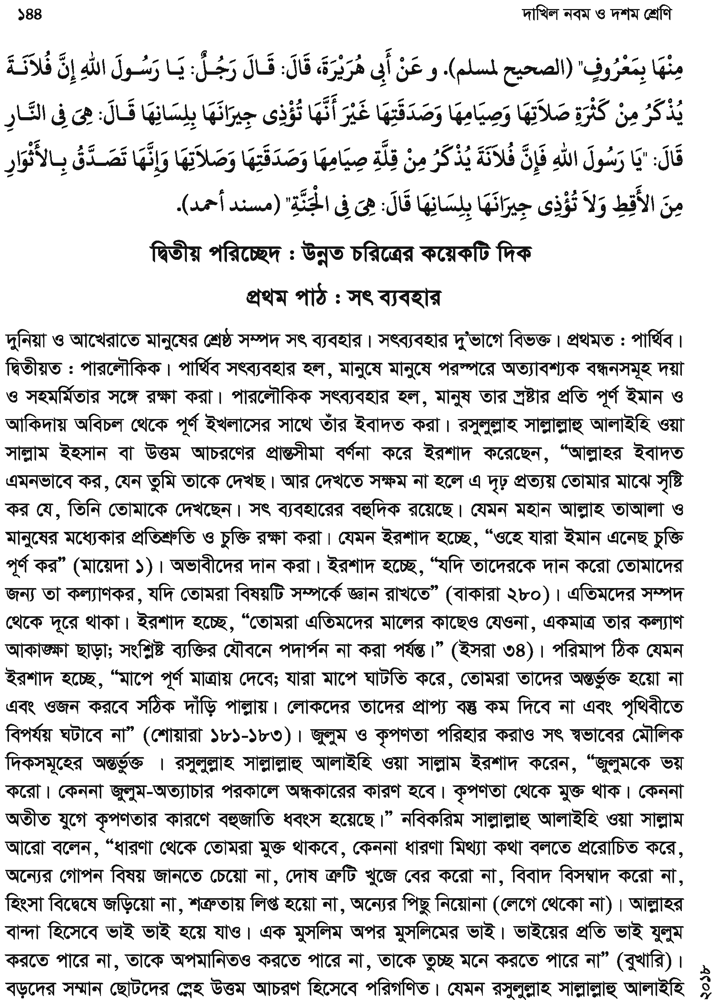 ১৪৪ দাখিল নবম ও দশম শ্রেণি
مِنْهَا بِمَعْرُوفٍ" (الصحيح لمسلم). و عَنْ أَبِى هُرَيْرَةَ، قَالَ: قَـالَ رَجُـلٌ: يَـا رَسُـولَ اللهِ إِنَّ فُلاَنَـةَ
يُذْكَرُ مِنْ كَثْرَةِ صَلاَتِهَا وَصِيَامِهَا وَصَدَقَتِهَا غَيْرَ أَنَّهَا تُؤْذِى جِيرَانَهَا بِلِسَانِهَا قَـالَ: هِىَ فِى النَّـارِ
قَالَ: "يَا رَسُولَ اللهِ فَإِنَّ فُلاَنَةَ يُذْكَرُ مِنْ قِلَّةِ صِيَامِهَا وَصَدَقَتِهَا وَصَلاَتِهَا وَإِنَّهَا تَصَـدَّقُ بِـالأَثْوَارِ
مِنَ الأَقِطِ وَلاَ تُؤْذِى جِيرَانَهَا بِلِسَانِهَا قَالَ: هِىَ فِى الْجَنَّةِ" (مسند أحمد).
দ্বিতীয় পরিচ্ছেদ : উন্নত চরিত্রের কয়েকটি দিক
প্রথম পাঠ : সৎ ব্যবহার
দুনিয়া ও আখেরাতে মানুষের শ্রেষ্ঠ সম্পদ সৎ ব্যবহার। সৎব্যবহার দু’ভাগে বিভক্ত। প্রথমত : পার্থিব।
দ্বিতীয়ত : পারলৌকিক। পার্থিব সৎব্যবহার হল, মানুষে মানুষে পরস্পরে অত্যাবশ্যক বন্ধনসমূহ দয়া
ও সহমর্মিতার সঙ্গে রক্ষা করা। পারলৌকিক সৎব্যবহার হল, মানুষ তার স্রষ্টার প্রতি পূর্ণ ইমান ও
আকিদায় অবিচল থেকে পূর্ণ ইখলাসের সাথে তাঁর ইবাদত করা। রসুলুল্লাহ সাল্লাল্লাহু আলাইহি ওয়া
সাল্লাম ইহসান বা উত্তম আচরণের প্রান্তসীমা বর্ণনা করে ইরশাদ করেছেন, “আল্লাহর ইবাদত
এমনভাবে কর, যেন তুমি তাকে দেখছ। আর দেখতে সক্ষম না হলে এ দৃঢ় প্রত্যয় তোমার মাঝে সৃষ্টি
কর যে, তিনি তোমাকে দেখছেন। সৎ ব্যবহারের বহুদিক রয়েছে। যেমন মহান আল্লাহ তাআলা ও
মানুষের মধ্যেকার প্রতিশ্রুতি ও চুক্তি রক্ষা করা। যেমন ইরশাদ হচ্ছে, “ওহে যারা ইমান এনেছ চুক্তি
পূর্ণ কর” (মায়েদা ১)। অভাবীদের দান করা। ইরশাদ হচ্ছে, “যদি তাদেরকে দান করো তোমাদের
জন্য তা কল্যাণকর, যদি তোমরা বিষয়টি সম্পর্কে জ্ঞান রাখতে” (বাকারা ২৮০)। এতিমদের সম্পদ
থেকে দূরে থাকা। ইরশাদ হচ্ছে, “তোমরা এতিমদের মালের কাছেও যেওনা, একমাত্র তার কল্যাণ
আকাঙ্ক্ষা ছাড়া; সংশ্লিষ্ট ব্যক্তির যৌবনে পদার্পন না করা পর্যন্ত।” (ইসরা ৩৪)। পরিমাপ ঠিক যেমন
ইরশাদ হচ্ছে, “মাপে পূর্ণ মাত্রায় দেবে; যারা মাপে ঘাটতি করে, তোমরা তাদের অন্তর্ভুক্ত হয়ো না
এবং ওজন করবে সঠিক দাঁড়ি পাল্লায়। লোকদের তাদের প্রাপ্য বস্তু কম দিবে না এবং পৃথিবীতে
বিপর্যয় ঘটাবে না” (শোয়ারা ১৮১-১৮৩)। জুলুম ও কৃপণতা পরিহার করাও সৎ স্বভাবের মৌলিক
দিকসমূহের অন্তর্ভুক্ত । রসুলুল্লাহ সাল্লাল্লাহু আলাইহি ওয়া সাল্লাম ইরশাদ করেন, “জুলুমকে ভয়
করো। কেননা জুলুম-অত্যাচার পরকালে অন্ধকারের কারণ হবে। কৃপণতা থেকে মুক্ত থাক। কেননা
অতীত যুগে কৃপণতার কারণে বহুজাতি ধবংস হয়েছে।” নবিকরিম সাল্লাল্লাহু আলাইহি ওয়া সাল্লাম
আরো বলেন, “ধারণা থেকে তোমরা মুক্ত থাকবে, কেননা ধারণা মিথ্যা কথা বলতে প্ররোচিত করে,
অন্যের গোপন বিষয় জানতে চেয়ো না, দোষ ত্রুটি খুজে বের করো না, বিবাদ বিসম্বাদ করো না,
হিংসা বিদ্বেষে জড়িয়ো না, শত্রুতায় লিপ্ত হয়ো না, অন্যের পিছু নিয়োনা (লেগে থেকো না)। আল্লাহর
বান্দা হিসেবে ভাই ভাই হয়ে যাও। এক মুসলিম অপর মুসলিমের ভাই। ভাইয়ের প্রতি ভাই যুলুম
করতে পারে না, তাকে অপমানিতও করতে পারে না, তাকে তুচ্ছ মনে করতে পারে না” (বুখারি)।
বড়দের সম্মান ছোটদের স্নেহ উত্তম আচরণ হিসেবে পরিগণিত। যেমন রসুলুল্লাহ সাল্লাল্লাহু আলাইহি
২০১৮